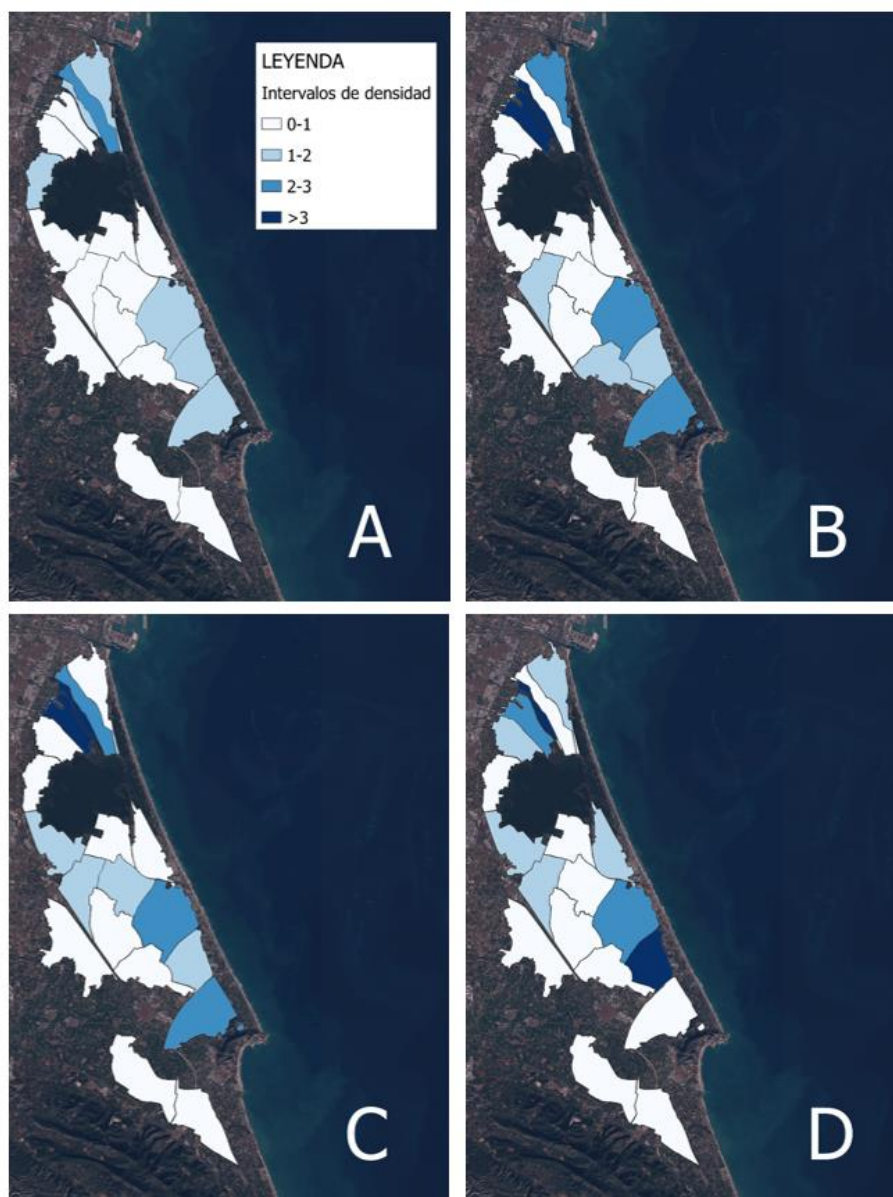 LEYENDA
Intervalos de densidad
0-1
1-2
2-3
>3
A
B
C
D